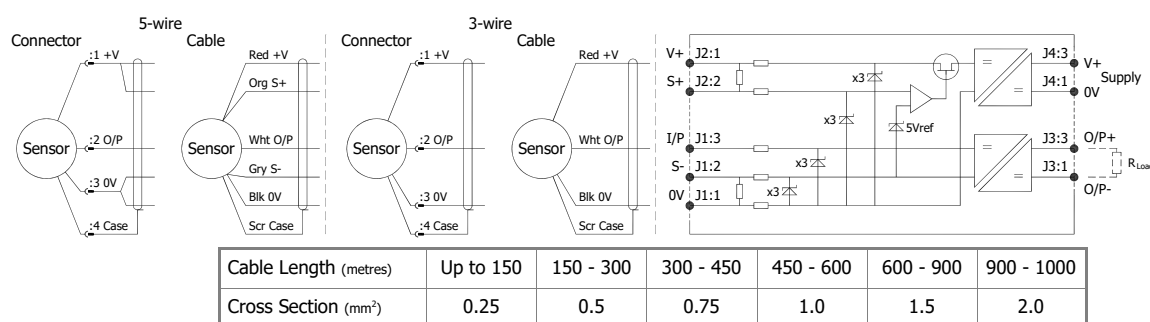 5-wire
3-wire
Connector
Cable
Connector
Cable
:1 +V
:2 O/P
:3 0V
:4 Case
Sensor
Red +V
Org S+
Wht O/P
Gry S-
Blk 0V
Scr Case
Sensor
:1 +V
:2 O/P
:3 0V
:4 Case
Sensor
Red +V
Wht O/P
Blk 0V
Scr Case
Sensor
V+ J2:1
S+ J2:2
I/P J1:3
S- J1:2
0V J1:1
x3
x3
5Vref
x3
x3
J4:3 V+
Supply
J4:1 0V
J3:3 O/P+
RLoad
J3:1
O/P-
Cable Length (metres) Up to 150 150 - 300 300 - 450 450 - 600 600 - 900 900 - 1000
Cross Section (mm²) 0.25 0.5 0.75 1.0 1.5 2.0